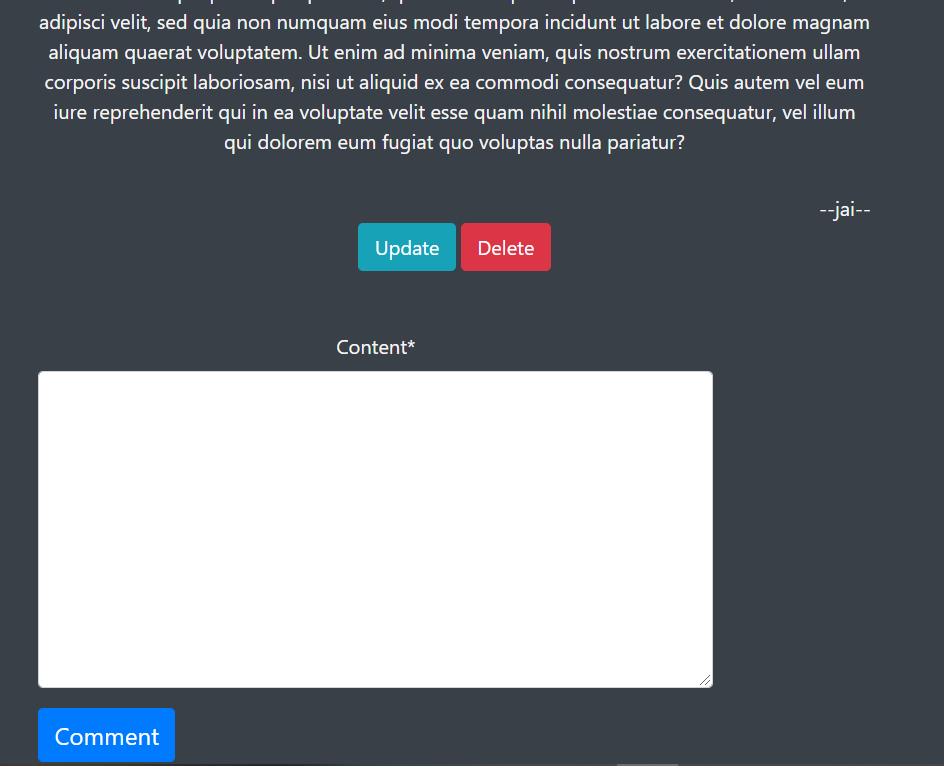 adipisci velit, sed quia non numquam eius modi tempora incidunt ut labore et dolore magnam
aliquam quaerat voluptatem. Ut enim ad minima veniam, quis nostrum exercitationem ullam
corporis suscipit laboriosam, nisi ut aliquid ex ea commodi consequatur? Quis autem vel eum
iure reprehenderit qui in ea voluptate velit esse quam nihil molestiae consequatur, vel illum
qui dolorem eum fugiat quo voluptas nulla pariatur?
--jai--
Update Delete
Content*
Comment